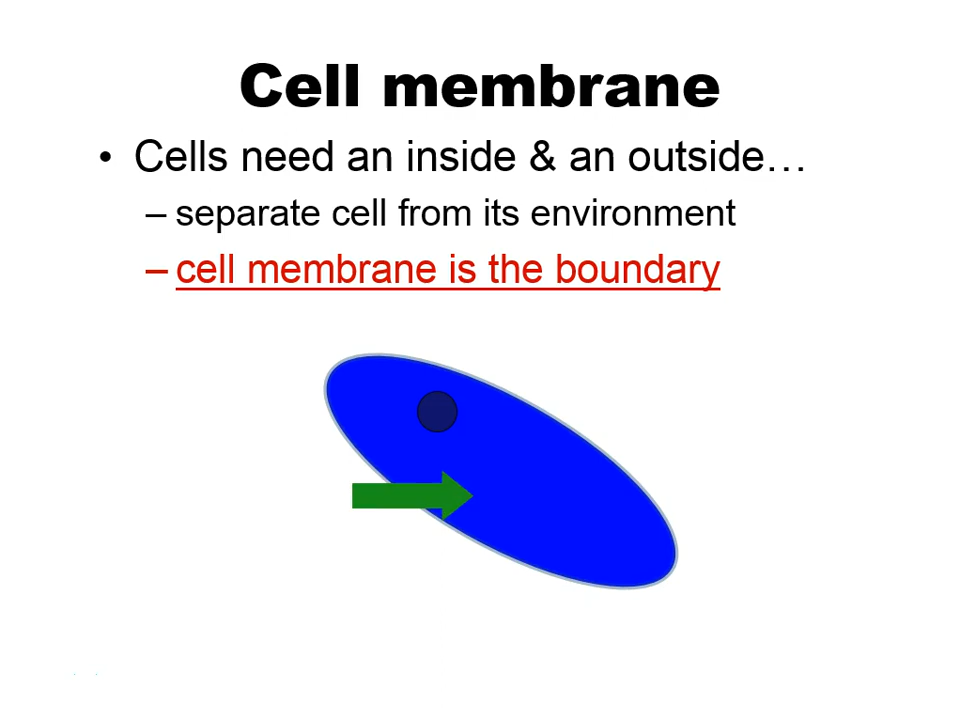 Cell membrane
• Cells need an inside & an outside…
– separate cell from its environment
– cell membrane is the boundary